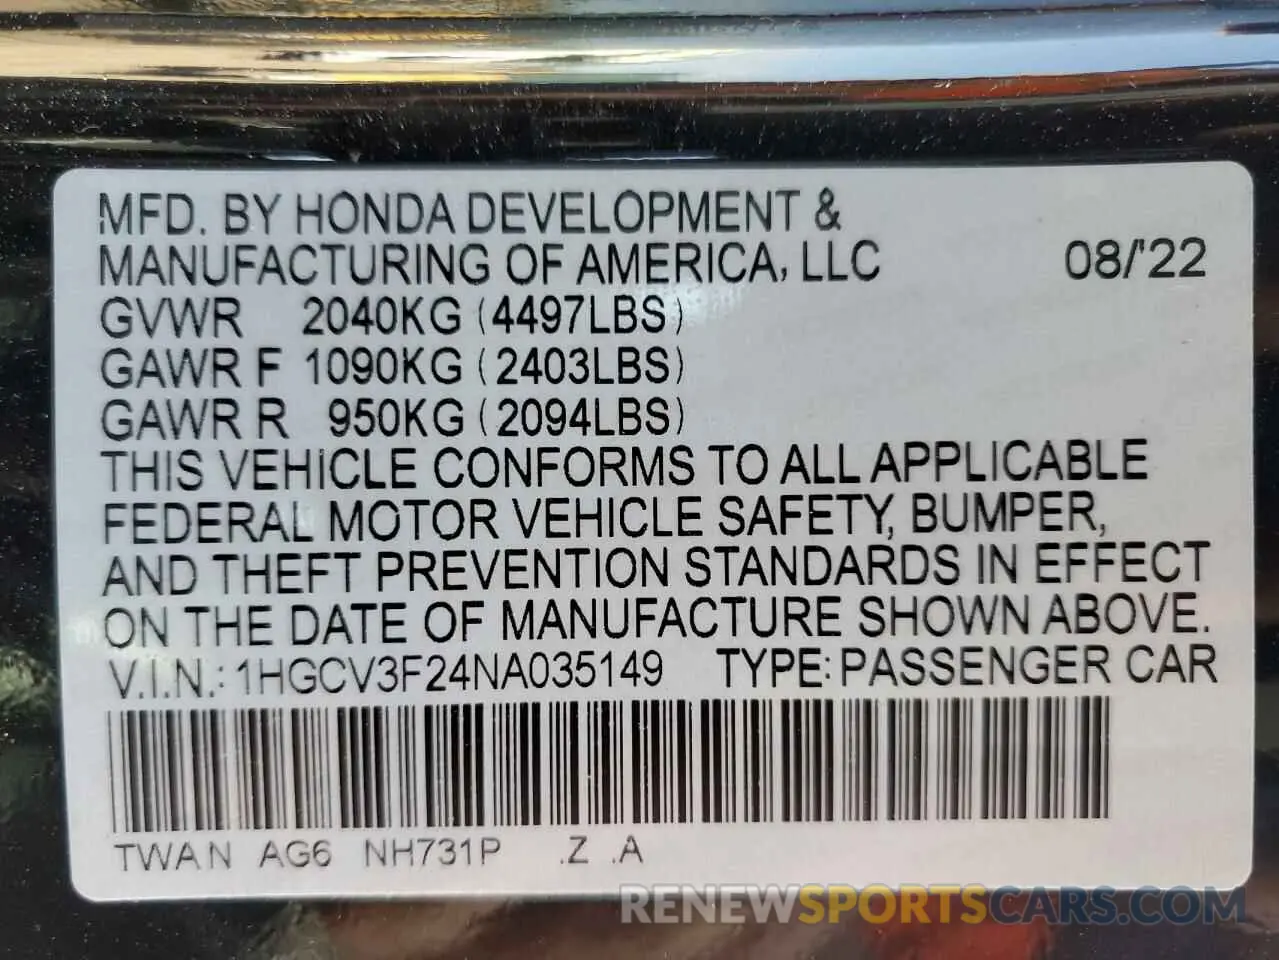 MFD. BY HONDA DEVELOPMENT &
MANUFACTURING OF AMERICA, LLC 08/'22
GVWR 2040KG (4497LBS)
GAWR F 1090KG (2403LBS)
GAWR R 950KG (2094LBS)
THIS VEHICLE CONFORMS TO ALL APPLICABLE
FEDERAL MOTOR VEHICLE SAFETY, BUMPER,
AND THEFT PREVENTION STANDARDS IN EFFECT
ON THE DATE OF MANUFACTURE SHOWN ABOVE.
V.I.N.: 1HGCV3F24NA035149 TYPE: PASSENGER CAR
TWAN AG6 NH731P .Z .A
RENEWSPORTSCARS.COM